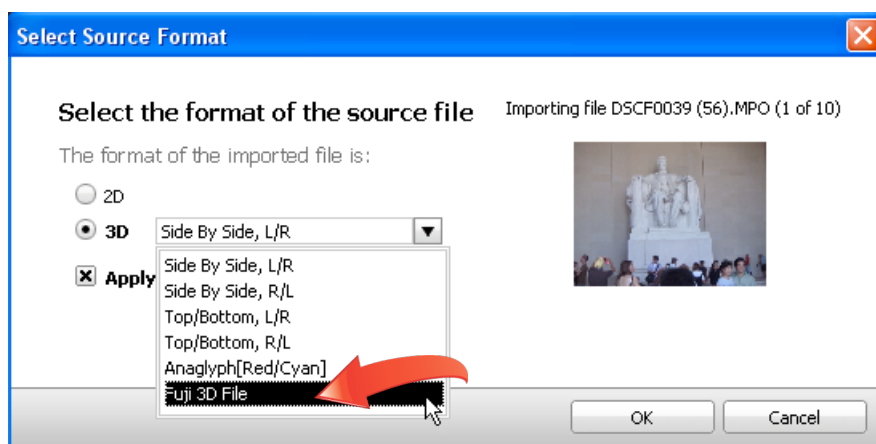 Select Source Format
Select the format of the source file
Importing file DSCF0039 (56).MPO (1 of 10)
The format of the imported file is:
2D
3D
Side By Side, L/R
Apply
Side By Side, L/R
Side By Side, R/L
Top/Bottom, L/R
Top/Bottom, R/L
Anaglyph[Red/Cyan]
Fuji 3D File
OK
Cancel